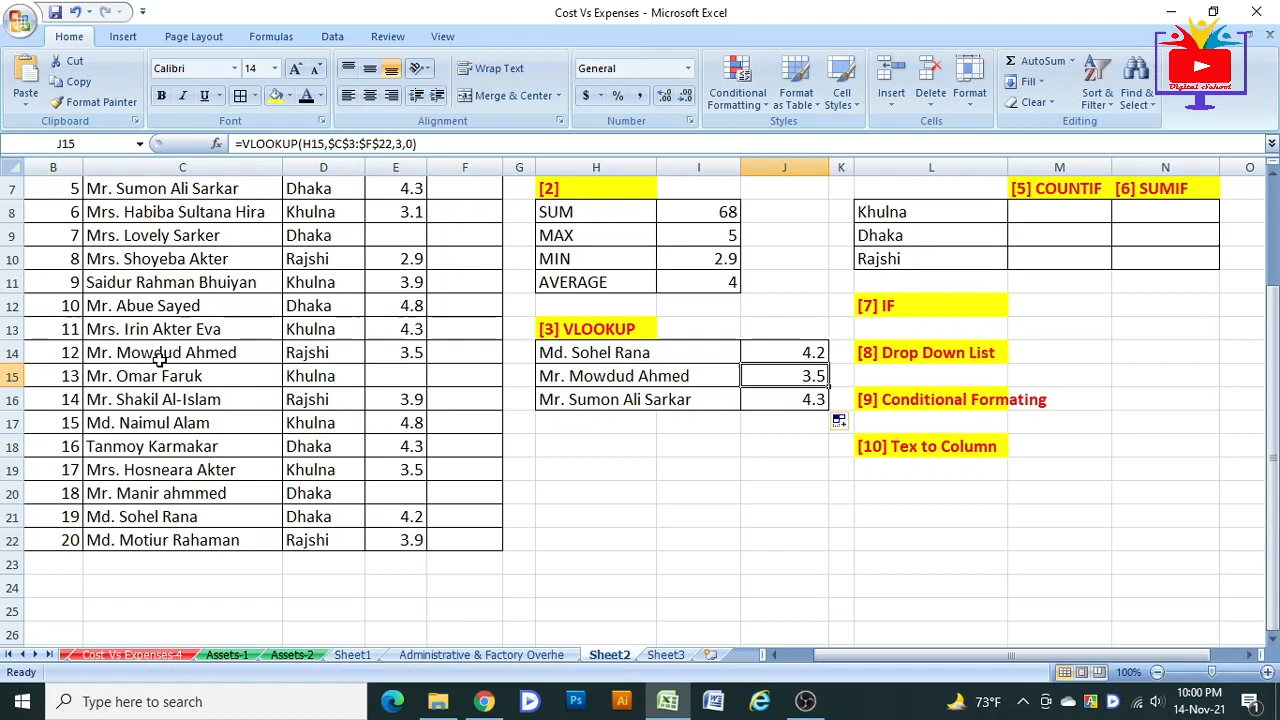 Cost Vs Expenses - Microsoft Excel
Home Insert Page Layout Formulas Data Review View
Digital eSchool
Paste
Cut
Copy
Format Painter
Clipboard
Calibri 14
B I U A
Font
Wrap Text
Merge & Center
Alignment
General
$ % ,
Number
Conditional Formatting
Format as Table
Cell Styles
Styles
Insert Delete Format
Cells
Σ AutoSum
Fill
Clear
Sort & Filter
Find & Select
Editing
J15 fx =VLOOKUP(H15,$C$3:$F$22,3,0)
B C D E F G H I J K L M N O
7 5 Mr. Sumon Ali Sarkar Dhaka 4.3 [2] [5] COUNTIF [6] SUMIF
8 6 Mrs. Habiba Sultana Hira Khulna 3.1 SUM 68 Khulna
9 7 Mrs. Lovely Sarker Dhaka MAX 5 Dhaka
10 8 Mrs. Shoyeba Akter Rajshi 2.9 MIN 2.9 Rajshi
11 9 Saidur Rahman Bhuiyan Khulna 3.9 AVERAGE 4
12 10 Mr. Abue Sayed Dhaka 4.8 [7] IF
13 11 Mrs. Irin Akter Eva Khulna 4.3 [3] VLOOKUP
14 12 Mr. Mowdud Ahmed Rajshi 3.5 Md. Sohel Rana 4.2 [8] Drop Down List
15 13 Mr. Omar Faruk Khulna Mr. Mowdud Ahmed 3.5
16 14 Mr. Shakil Al-Islam Rajshi 3.9 Mr. Sumon Ali Sarkar 4.3 [9] Conditional Formating
17 15 Md. Naimul Alam Khulna 4.8
18 16 Tanmoy Karmakar Dhaka 4.3 [10] Tex to Column
19 17 Mrs. Hosneara Akter Khulna 3.5
20 18 Mr. Manir ahmmed Dhaka
21 19 Md. Sohel Rana Dhaka 4.2
22 20 Md. Motiur Rahaman Rajshi 3.9
23
24
25
26
Cost Vs Expenses-4 Assets-1 Assets-2 Sheet1 Administrative & Factory Overhe Sheet2 Sheet3
Ready 100%
Type here to search
Ps Ai 73°F
10:00 PM
14-Nov-21